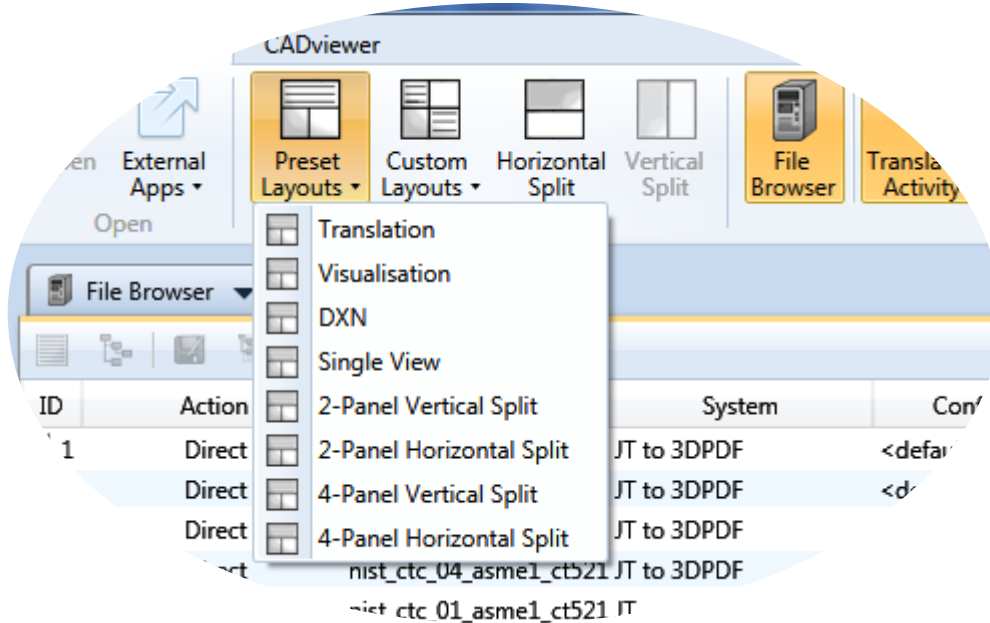 CADviewer
External Apps
Preset Layouts
Custom Layouts
Horizontal Split
Vertical Split
File Browser
Activity
Open
Translation
Visualisation
DXN
Single View
2-Panel Vertical Split
2-Panel Horizontal Split
4-Panel Vertical Split
4-Panel Horizontal Split
File Browser
ID Action System
1 Direct JT to 3DPDF
Direct JT to 3DPDF
Direct JT to 3DPDF
nist_ctc_04_asme1_ct521 JT to 3DPDF
nist_ctc_01_asme1_ct521 JT